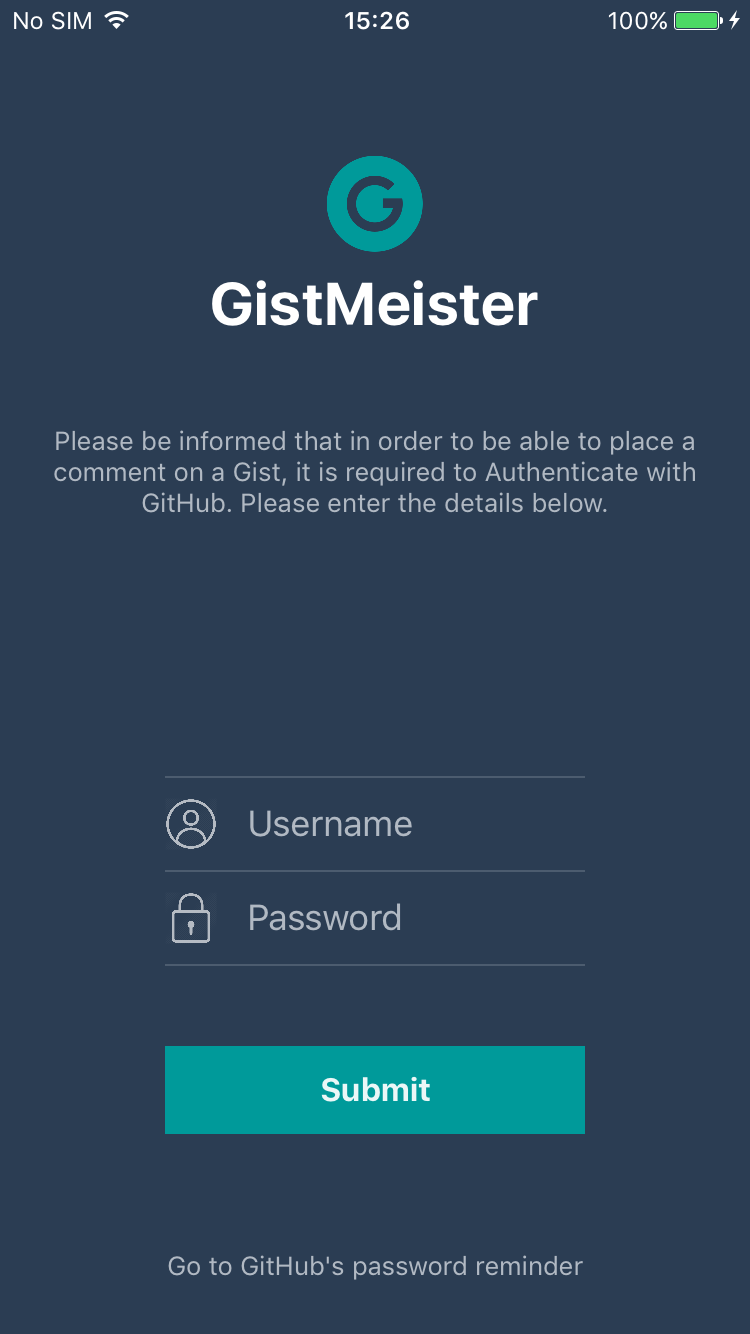 No SIM 15:26 100%
GistMeister
Please be informed that in order to be able to place a
comment on a Gist, it is required to Authenticate with
GitHub. Please enter the details below.
Username
Password
Submit
Go to GitHub's password reminder